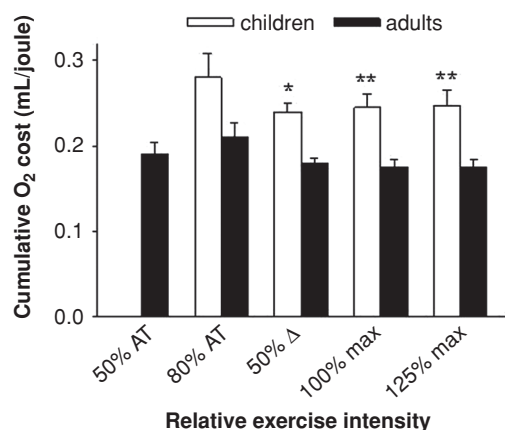 children adults
Cumulative O₂ cost (mL/joule)
0.3
0.2
0.1
0.0
*
**
**
50% AT
80% AT
50% Δ
100% max
125% max
Relative exercise intensity